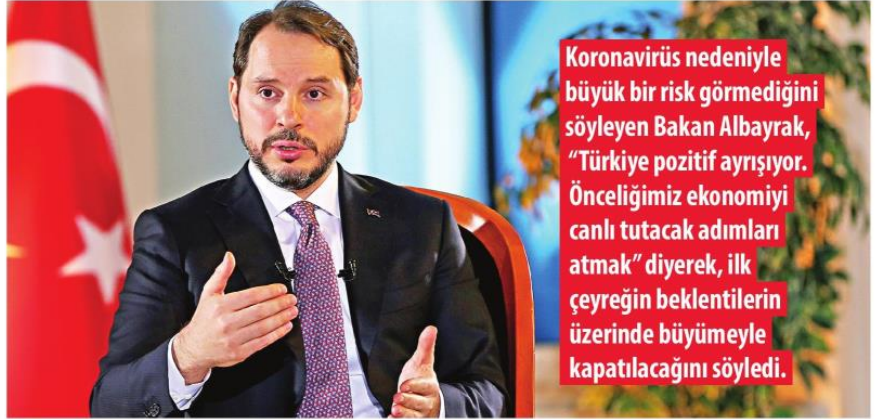 Koronavirüs nedeniyle
büyük bir risk görmediğini
söyleyen Bakan Albayrak,
“Türkiye pozitif ayrışıyor.
Önceliğimiz ekonomiyi
canlı tutacak adımları
atmak” diyerek, ilk
çeyreğin beklentilerin
üzerinde büyümeyle
kapatılacağını söyledi.